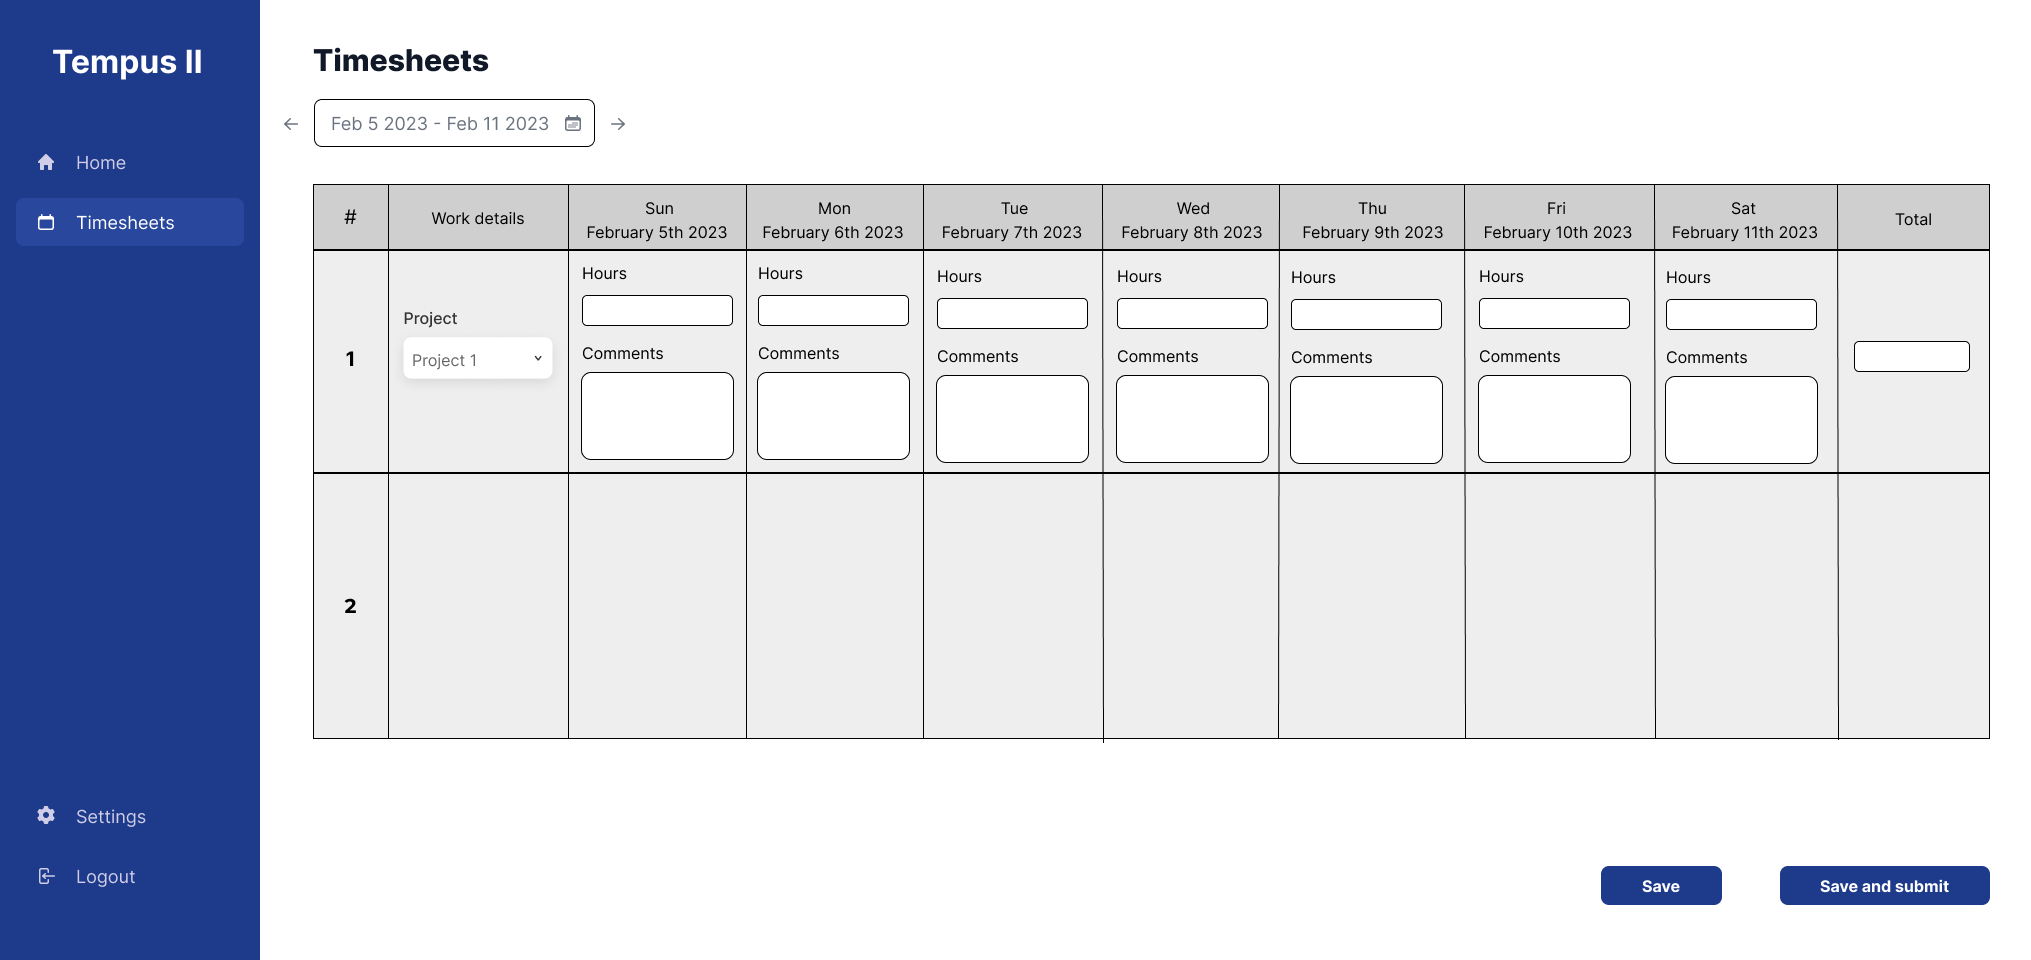 Tempus II
Home
Timesheets
Settings
Logout
Timesheets
Feb 5 2023 - Feb 11 2023
#
Work details
Sun
February 5th 2023
Mon
February 6th 2023
Tue
February 7th 2023
Wed
February 8th 2023
Thu
February 9th 2023
Fri
February 10th 2023
Sat
February 11th 2023
Total
1
Project
Project 1
Hours
Comments
Hours
Comments
Hours
Comments
Hours
Comments
Hours
Comments
Hours
Comments
Hours
Comments
2
Save
Save and submit